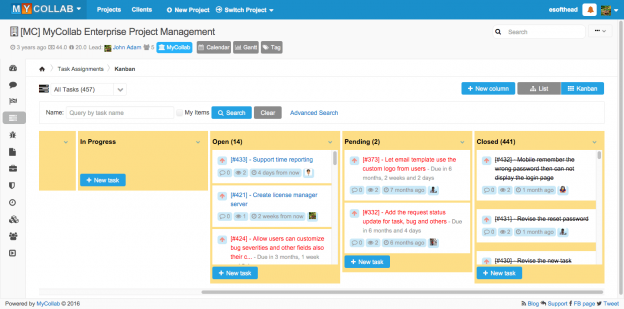 MYCOLLAB
Projects
Clients
New Project
Switch Project
esofthead
[MC] MyCollab Enterprise Project Management
Search
3 years ago 44.0 20.0 Lead: John Adam 0 MyCollab Calendar Gantt Tag
Task Assignments
Kanban
All Tasks (457)
+ New column
List
Kanban
Name:
Query by task name
My items
Search
Clear
Advanced Search
In Progress
+ New task
Open (14)
[#433] - Support time reporting
0 2 4 days from now
[#421] - Create license manager
server
0 1 2 weeks from now
[#424] - Allow users can customize
bug severities and other fields also
their c... - Due in 3 months, 1 week
+ New task
Pending (2)
[#373] - Let email template use the
custom logo from users - Due in 6
months, 2 weeks and 2 days
0 2 7 months ago
[#332] - Add the request status
update for task, bug and others - Due
in 6 months and 4 days
0 2 6 months ago
+ New task
Closed (441)
[#432] - Mobile remember the
wrong password then can not
display the login page
0 2 1 month ago
[#431] - Revise the reset password
0 2 1 month ago
[#430] - Revise the new task
+ New task
Powered by MyCollab © 2016
Blog Support FB page Tweet